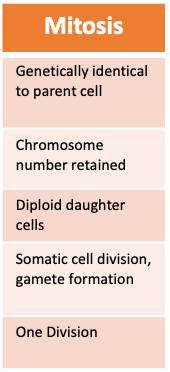 Mitosis
Genetically identical
to parent cell
Chromosome
number retained
Diploid daughter
cells
Somatic cell division,
gamete formation
One Division